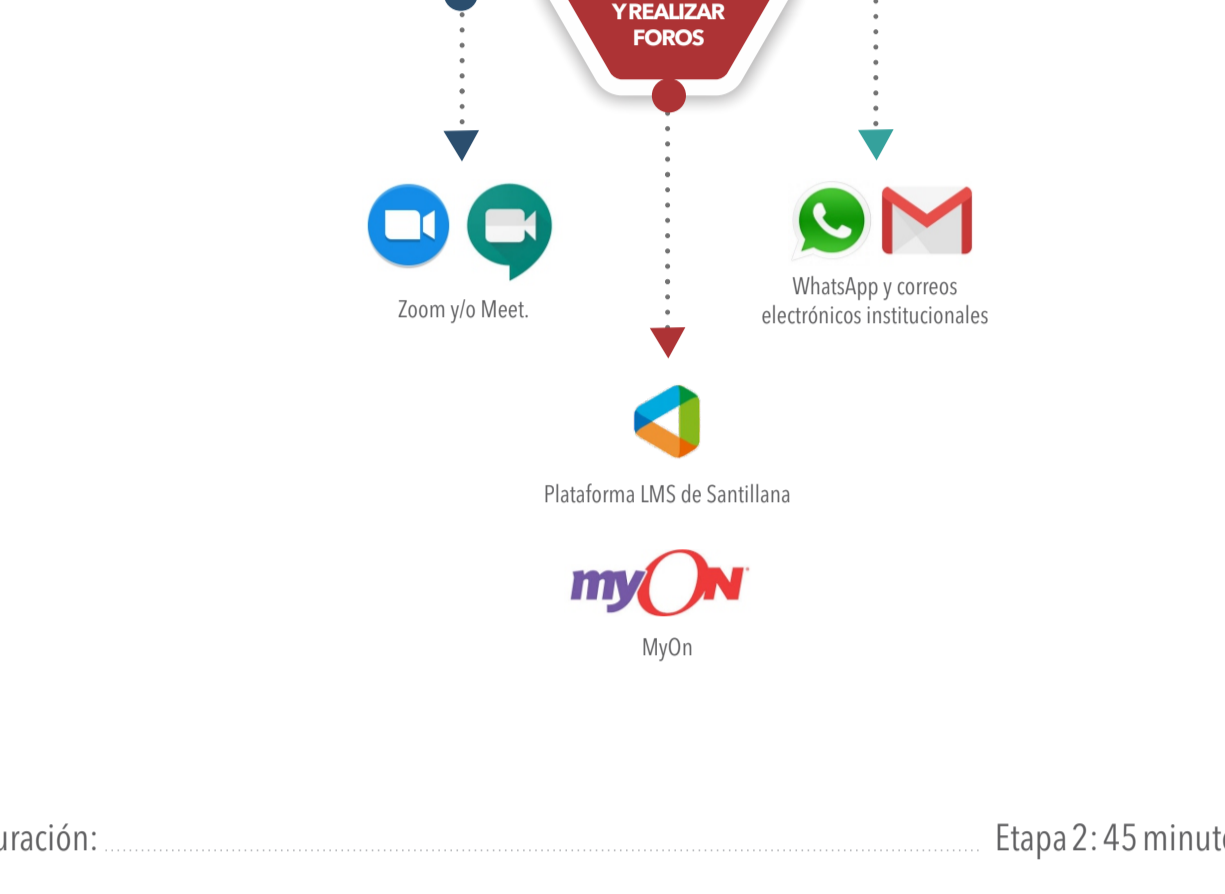 Y REALIZAR
FOROS
Zoom y/o Meet.
WhatsApp y correos
electrónicos institucionales
Plataforma LMS de Santillana
myON
MyOn
uración:
Etapa 2: 45 minut